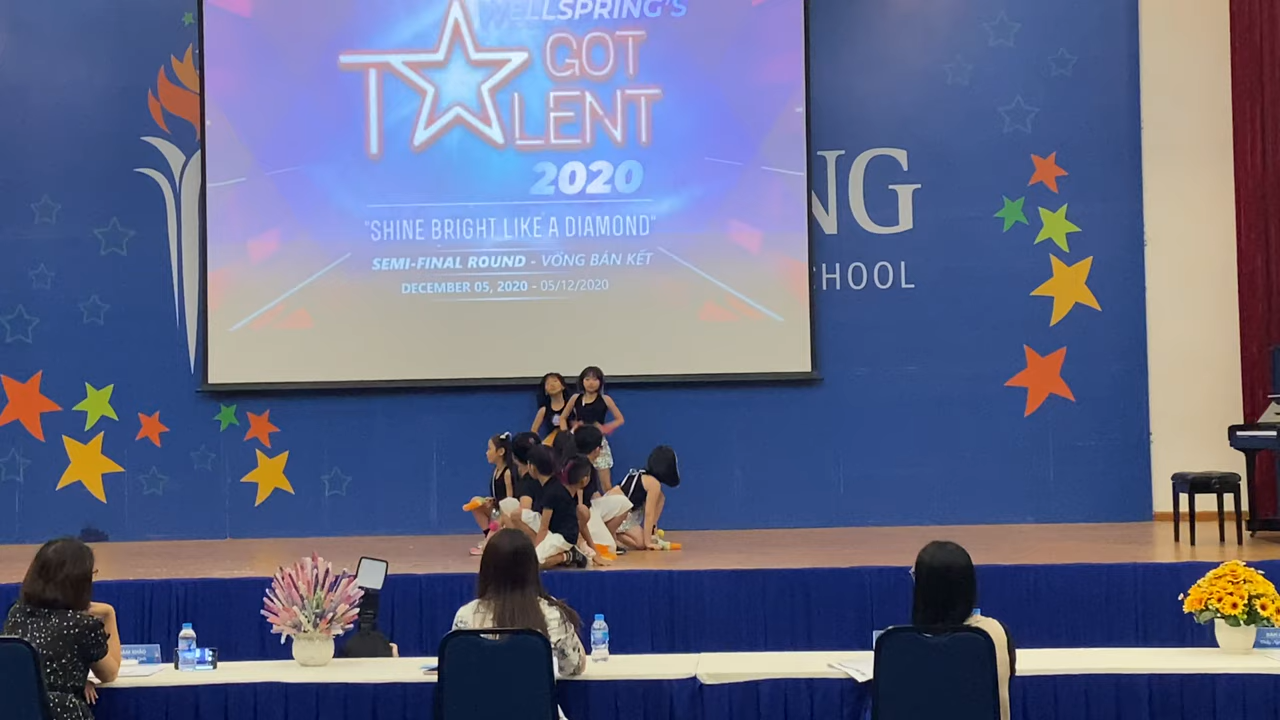 WELLSPRING'S
GOT
TALENT
2020
"SHINE BRIGHT LIKE A DIAMOND"
SEMI-FINAL ROUND - VÒNG BÁN KẾT
DECEMBER 05, 2020 - 05/12/2020
NG
CHOOL